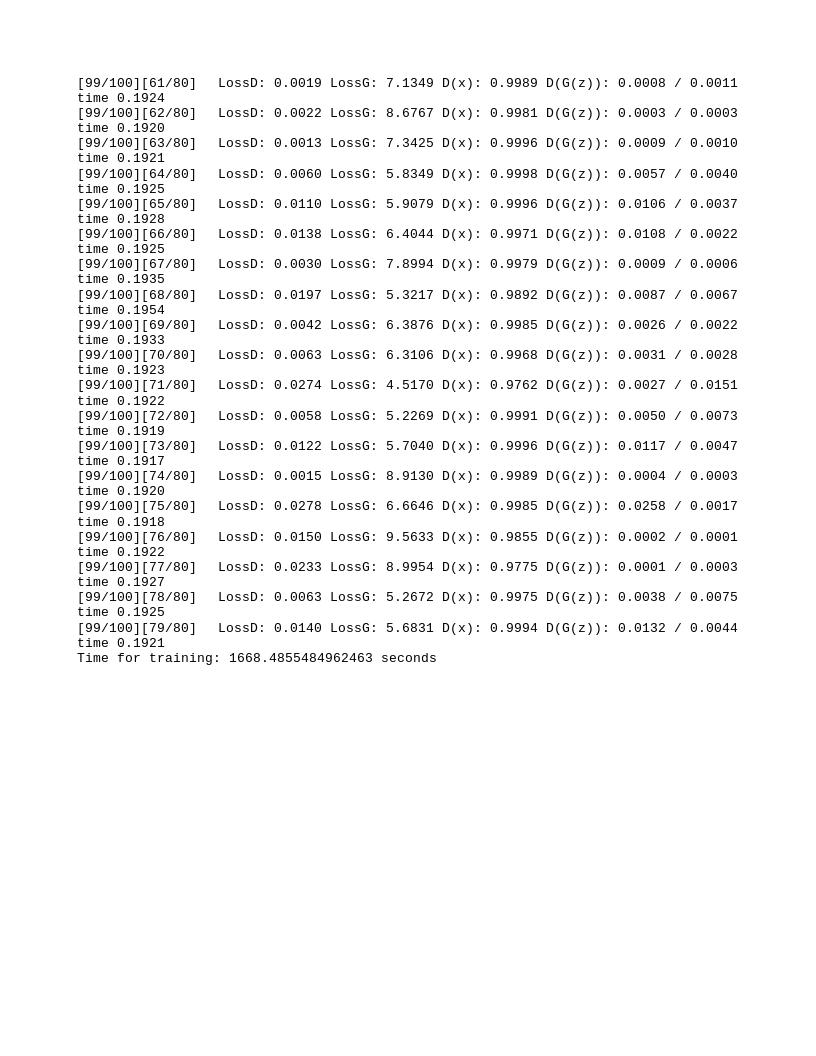 [99/100][61/80] LossD: 0.0019 LossG: 7.1349 D(x): 0.9989 D(G(z)): 0.0008 / 0.0011
time 0.1924
[99/100][62/80] LossD: 0.0022 LossG: 8.6767 D(x): 0.9981 D(G(z)): 0.0003 / 0.0003
time 0.1920
[99/100][63/80] LossD: 0.0013 LossG: 7.3425 D(x): 0.9996 D(G(z)): 0.0009 / 0.0010
time 0.1921
[99/100][64/80] LossD: 0.0060 LossG: 5.8349 D(x): 0.9998 D(G(z)): 0.0057 / 0.0040
time 0.1925
[99/100][65/80] LossD: 0.0110 LossG: 5.9079 D(x): 0.9996 D(G(z)): 0.0106 / 0.0037
time 0.1928
[99/100][66/80] LossD: 0.0138 LossG: 6.4044 D(x): 0.9971 D(G(z)): 0.0108 / 0.0022
time 0.1925
[99/100][67/80] LossD: 0.0030 LossG: 7.8994 D(x): 0.9979 D(G(z)): 0.0009 / 0.0006
time 0.1935
[99/100][68/80] LossD: 0.0197 LossG: 5.3217 D(x): 0.9892 D(G(z)): 0.0087 / 0.0067
time 0.1954
[99/100][69/80] LossD: 0.0042 LossG: 6.3876 D(x): 0.9985 D(G(z)): 0.0026 / 0.0022
time 0.1933
[99/100][70/80] LossD: 0.0063 LossG: 6.3106 D(x): 0.9968 D(G(z)): 0.0031 / 0.0028
time 0.1923
[99/100][71/80] LossD: 0.0274 LossG: 4.5170 D(x): 0.9762 D(G(z)): 0.0027 / 0.0151
time 0.1922
[99/100][72/80] LossD: 0.0058 LossG: 5.2269 D(x): 0.9991 D(G(z)): 0.0050 / 0.0073
time 0.1919
[99/100][73/80] LossD: 0.0122 LossG: 5.7040 D(x): 0.9996 D(G(z)): 0.0117 / 0.0047
time 0.1917
[99/100][74/80] LossD: 0.0015 LossG: 8.9130 D(x): 0.9989 D(G(z)): 0.0004 / 0.0003
time 0.1920
[99/100][75/80] LossD: 0.0278 LossG: 6.6646 D(x): 0.9985 D(G(z)): 0.0258 / 0.0017
time 0.1918
[99/100][76/80] LossD: 0.0150 LossG: 9.5633 D(x): 0.9855 D(G(z)): 0.0002 / 0.0001
time 0.1922
[99/100][77/80] LossD: 0.0233 LossG: 8.9954 D(x): 0.9775 D(G(z)): 0.0001 / 0.0003
time 0.1927
[99/100][78/80] LossD: 0.0063 LossG: 5.2672 D(x): 0.9975 D(G(z)): 0.0038 / 0.0075
time 0.1925
[99/100][79/80] LossD: 0.0140 LossG: 5.6831 D(x): 0.9994 D(G(z)): 0.0132 / 0.0044
time 0.1921
Time for training: 1668.4855484962463 seconds